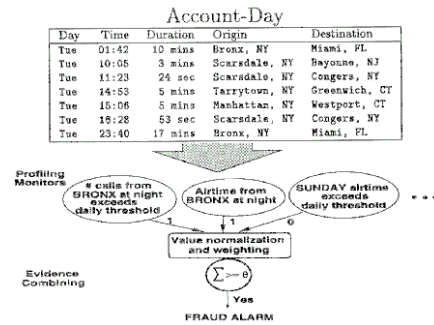 Account-Day
Day Time Duration Origin Destination
Tue 01:42 10 mins Bronx, NY Miami, FL
Tue 10:05 3 mins Scarsdale, NY Bayonne, NJ
Tue 11:23 24 sec Scarsdale, NY Congers, NY
Tue 14:53 5 mins Tarrytown, NY Greenwich, CT
Tue 15:06 5 mins Manhattan, NY Westport, CT
Tue 16:28 53 sec Scarsdale, NY Congers, NY
Tue 23:40 17 mins Bronx, NY Miami, FL
Profiling
Monitors
# calls from
BRONX at night
exceeds
daily threshold
Airtime from
BRONX at night
SUNDAY airtime
exceeds
daily threshold
• • •
1 1 0
Value normalization
and weighting
Evidence
Combining
∑ >= θ
Yes
FRAUD ALARM